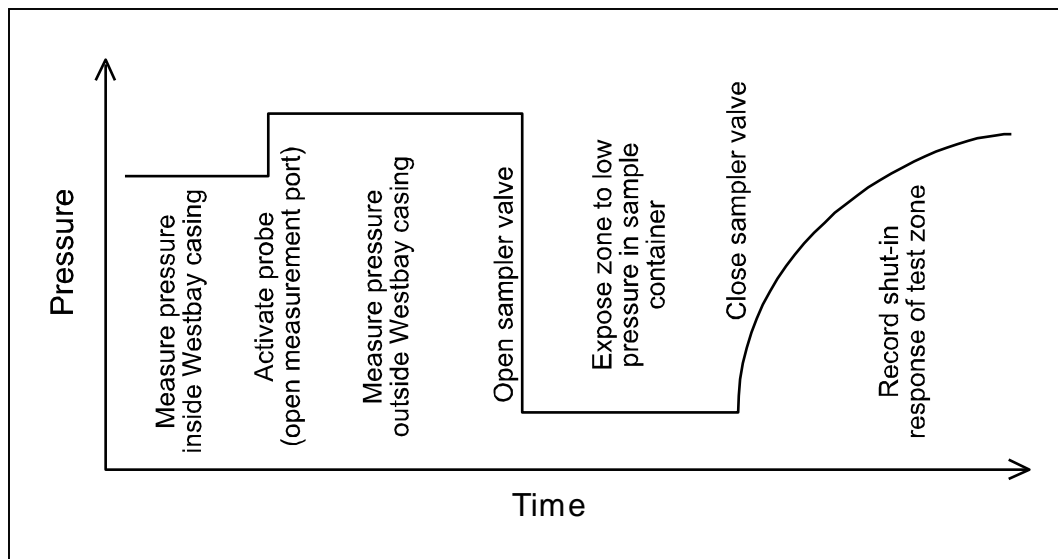 Pressure
Measure pressure
inside Westbay casing
Activate probe
(open measurement port)
Measure pressure
outside Westbay casing
Open sampler valve
Expose zone to low
pressure in sample
container
Close sampler valve
Record shut-in
response of test zone
Time